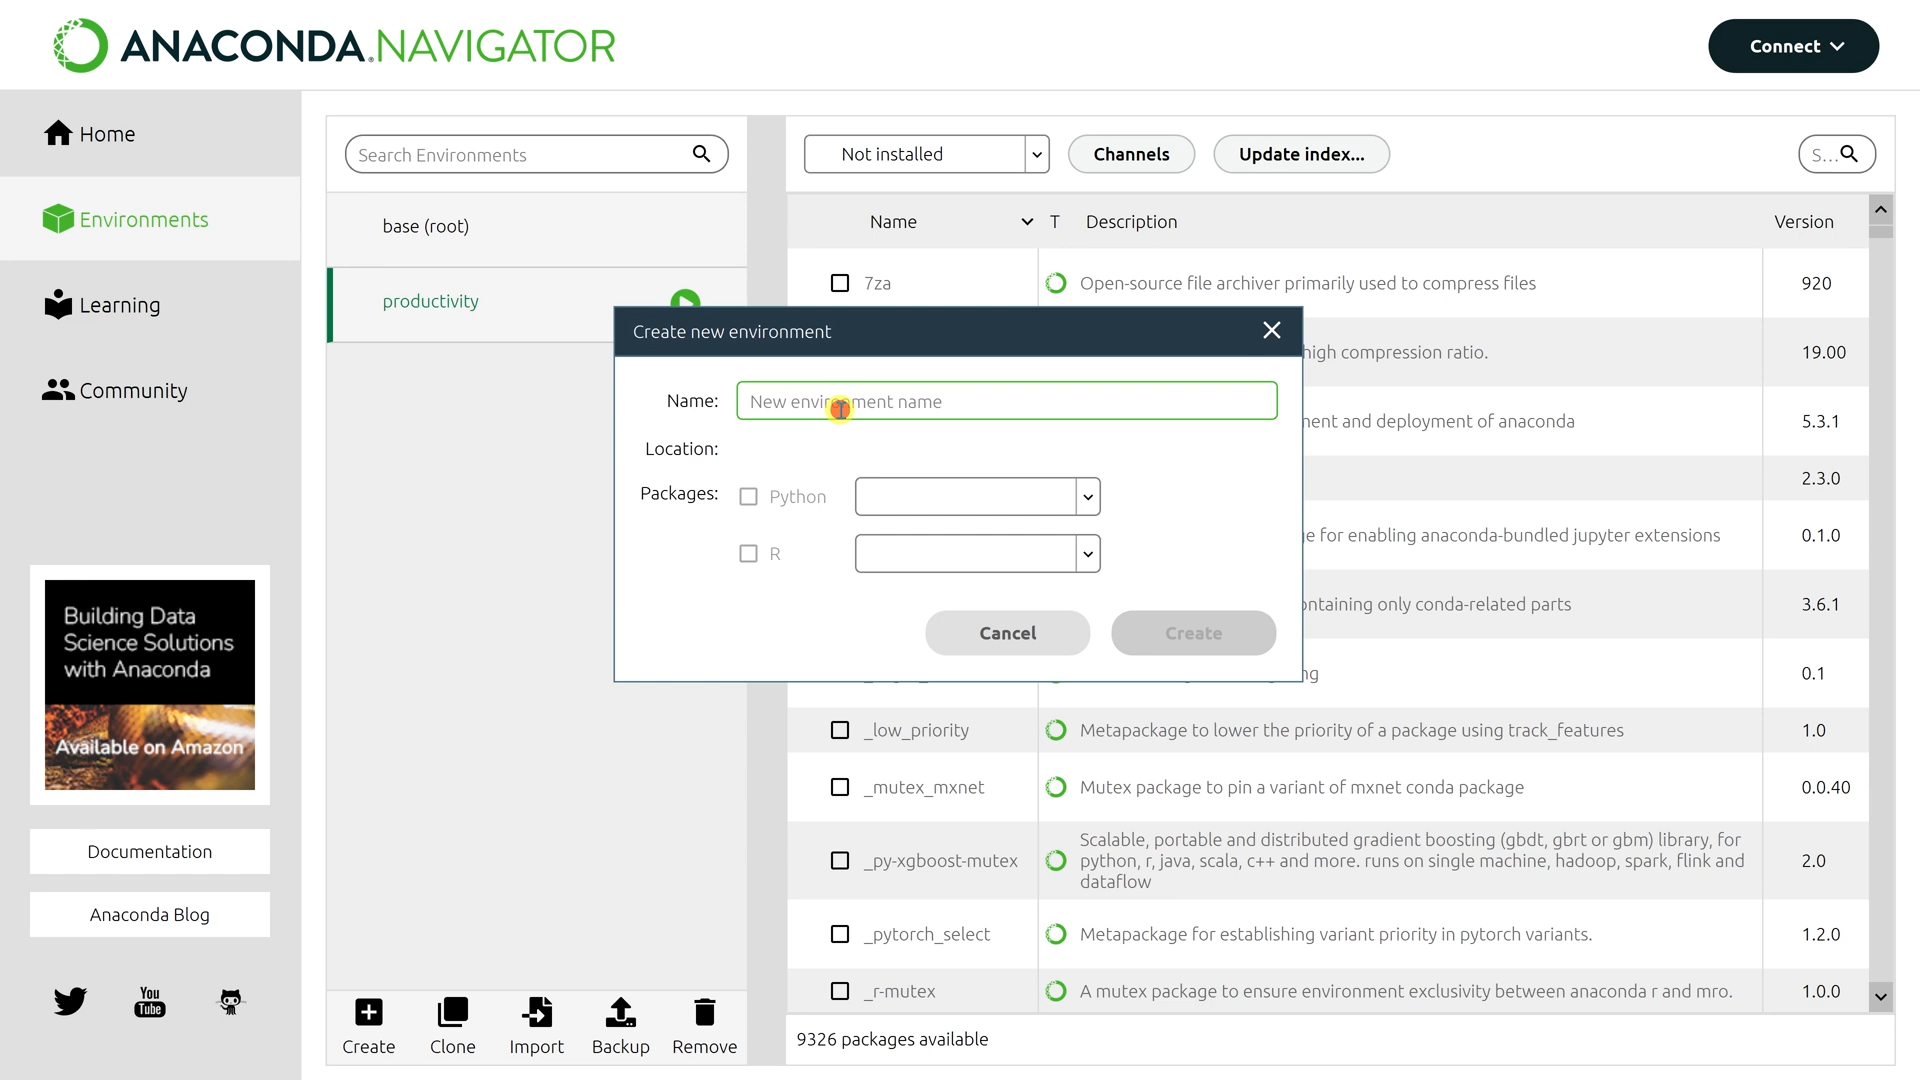 ANACONDA.NAVIGATOR
Connect
Home
Environments
Learning
Community
Building Data
Science Solutions
with Anaconda
Available on Amazon
Documentation
Anaconda Blog
You
Tube
Search Environments
base (root)
productivity
Create
Clone
Import
Backup
Remove
Not installed
Channels
Update index...
S...
Name
T
Description
Version
7za
Open-source file archiver primarily used to compress files
920
high compression ratio.
19.00
ment and deployment of anaconda
5.3.1
2.3.0
e for enabling anaconda-bundled jupyter extensions
0.1.0
ontaining only conda-related parts
3.6.1
ng
0.1
_low_priority
Metapackage to lower the priority of a package using track_features
1.0
_mutex_mxnet
Mutex package to pin a variant of mxnet conda package
0.0.40
_py-xgboost-mutex
Scalable, portable and distributed gradient boosting (gbdt, gbrt or gbm) library, for
python, r, java, scala, c++ and more. runs on single machine, hadoop, spark, flink and
dataflow
2.0
_pytorch_select
Metapackage for establishing variant priority in pytorch variants.
1.2.0
_r-mutex
A mutex package to ensure environment exclusivity between anaconda r and mro.
1.0.0
9326 packages available
Create new environment
Name:
New environment name
Location:
Packages:
Python
R
Cancel
Create